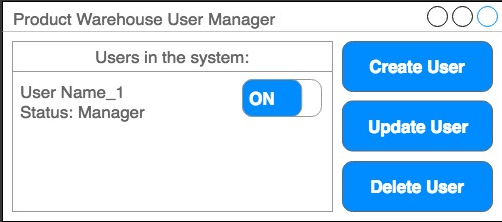 Product Warehouse User Manager
Users in the system:
User Name_1
Status: Manager
ON
Create User
Update User
Delete User